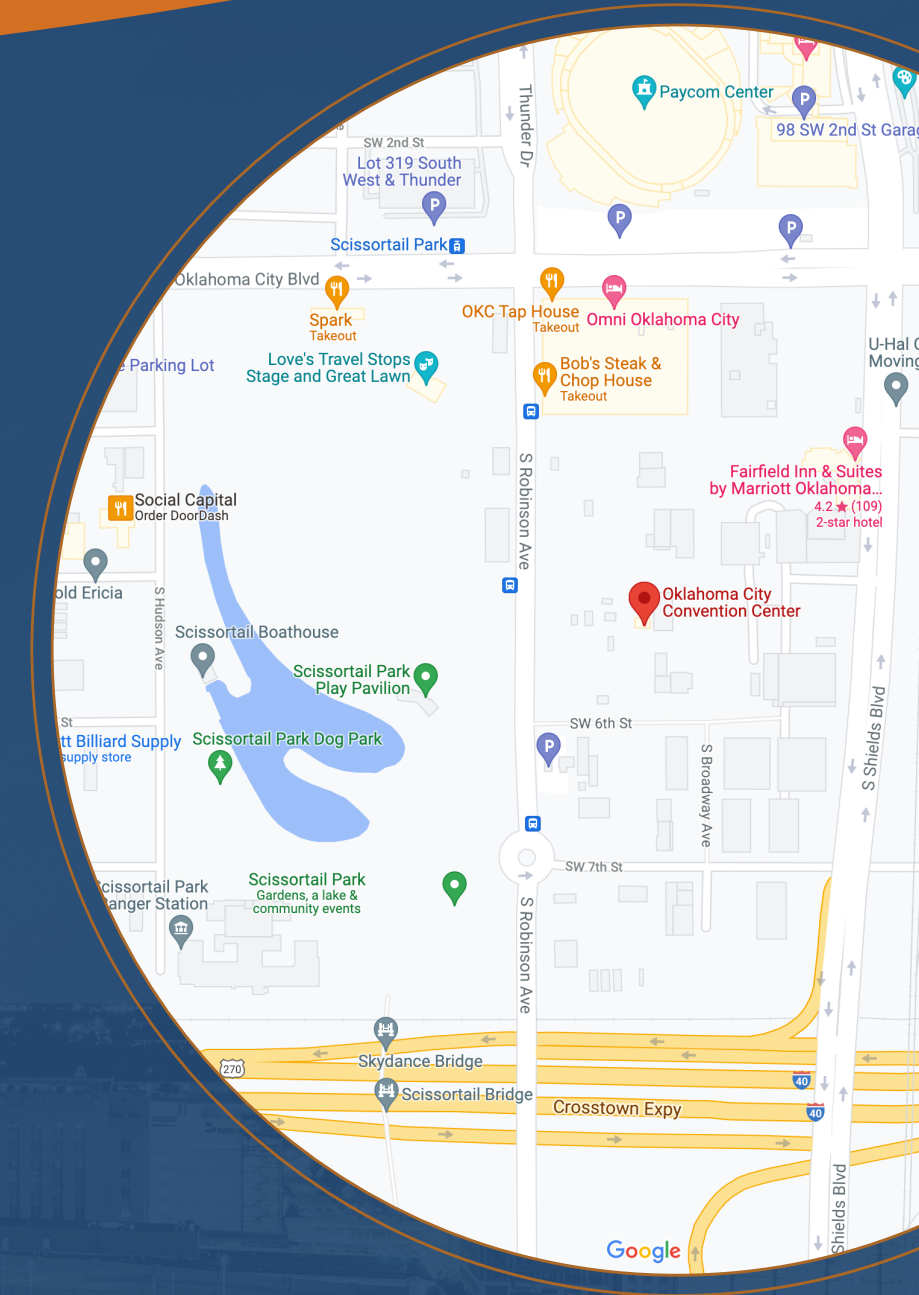 Paycom Center
98 SW 2nd St
Thunder Dr
SW 2nd St
Lot 319 South
West & Thunder
P
P
P
P
Scissortail Park
Oklahoma City Blvd
Spark
Takeout
OKC Tap House
Takeout
Omni Oklahoma City
Love's Travel Stops
Stage and Great Lawn
Bob's Steak &
Chop House
Takeout
Parking Lot
U-Hal
Moving
S Robinson Ave
Fairfield Inn & Suites
by Marriott Oklahoma...
4.2 ★ (109)
2-star hotel
Social Capital
Order DoorDash
old Ericia
S Hudson Ave
Oklahoma City
Convention Center
Scissortail Boathouse
Scissortail Park
Play Pavilion
St
SW 6th St
S Shields Blvd
tt Billiard Supply
supply store
Scissortail Park Dog Park
P
S Broadway Ave
SW 7th St
Scissortail Park
Gardens, a lake &
community events
Scissortail Park
Ranger Station
S Robinson Ave
Skydance Bridge
270
40
Scissortail Bridge
Crosstown Expy
40
Shields Blvd
Google